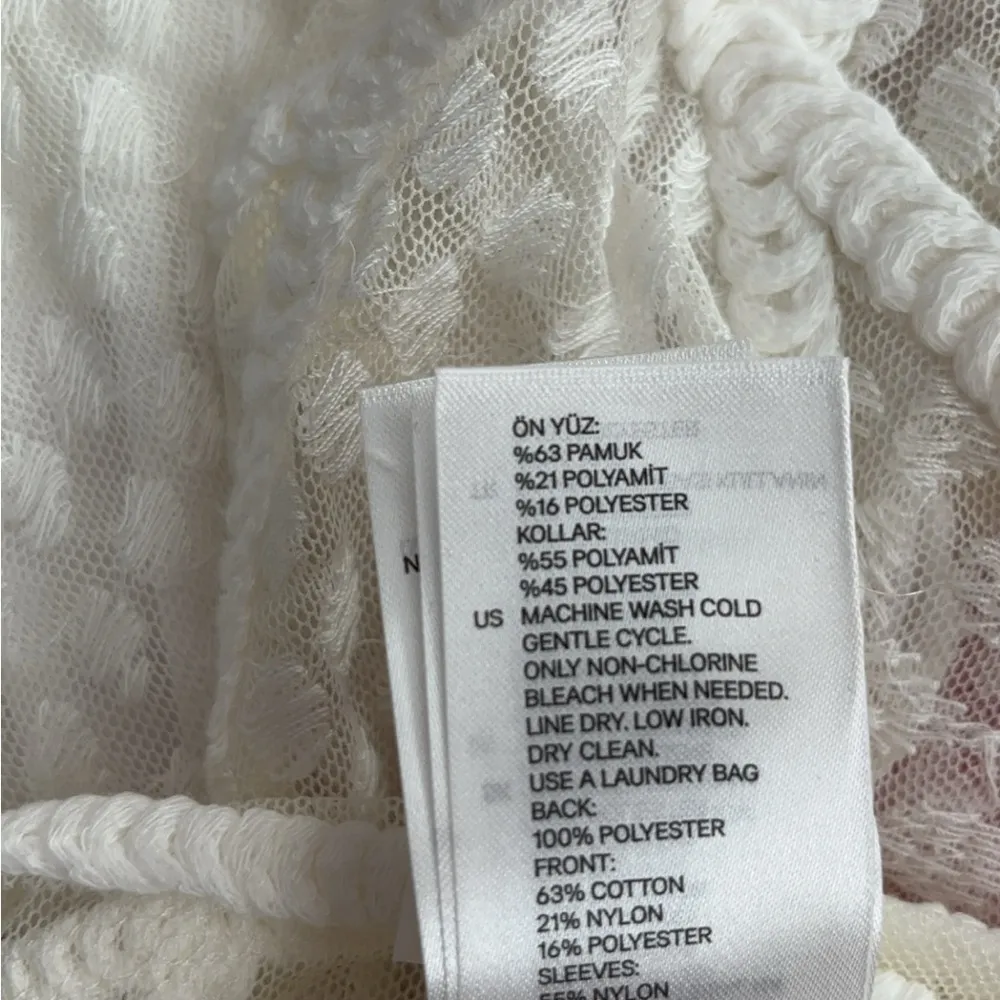 ÖN YÜZ:
%63 PAMUK
%21 POLYAMİT
%16 POLYESTER
KOLLAR:
%55 POLYAMİT
%45 POLYESTER
US MACHINE WASH COLD
GENTLE CYCLE.
ONLY NON-CHLORINE
BLEACH WHEN NEEDED.
LINE DRY. LOW IRON.
DRY CLEAN.
USE A LAUNDRY BAG
BACK:
100% POLYESTER
FRONT:
63% COTTON
21% NYLON
16% POLYESTER
SLEEVES:
55% NYLON
N